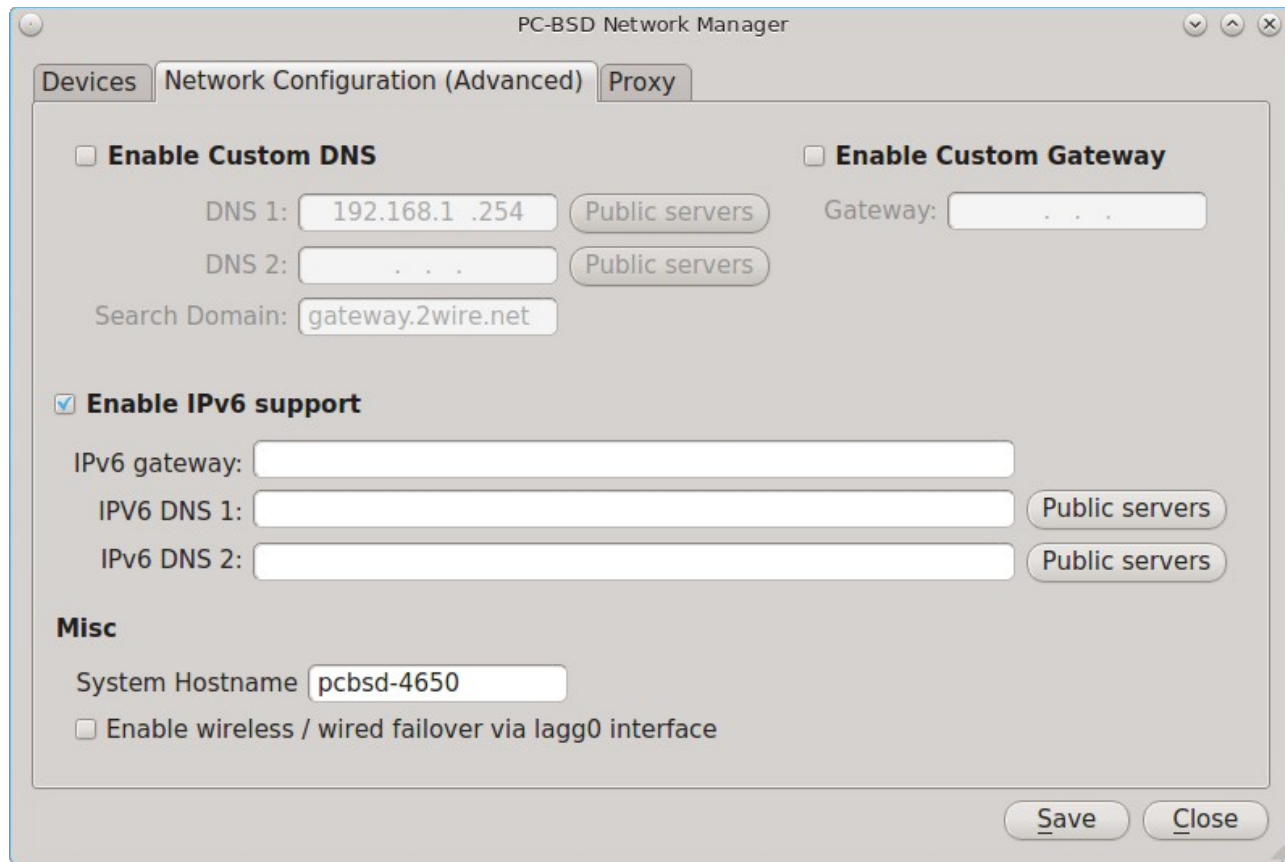 PC-BSD Network Manager
Devices Network Configuration (Advanced) Proxy
Enable Custom DNS
DNS 1: 192.168.1 .254 Public servers
DNS 2: . . . Public servers
Search Domain: gateway.2wire.net
Enable Custom Gateway
Gateway: . . .
Enable IPv6 support
IPv6 gateway:
IPV6 DNS 1: Public servers
IPv6 DNS 2: Public servers
Misc
System Hostname pcbsd-4650
Enable wireless / wired failover via lagg0 interface
Save Close